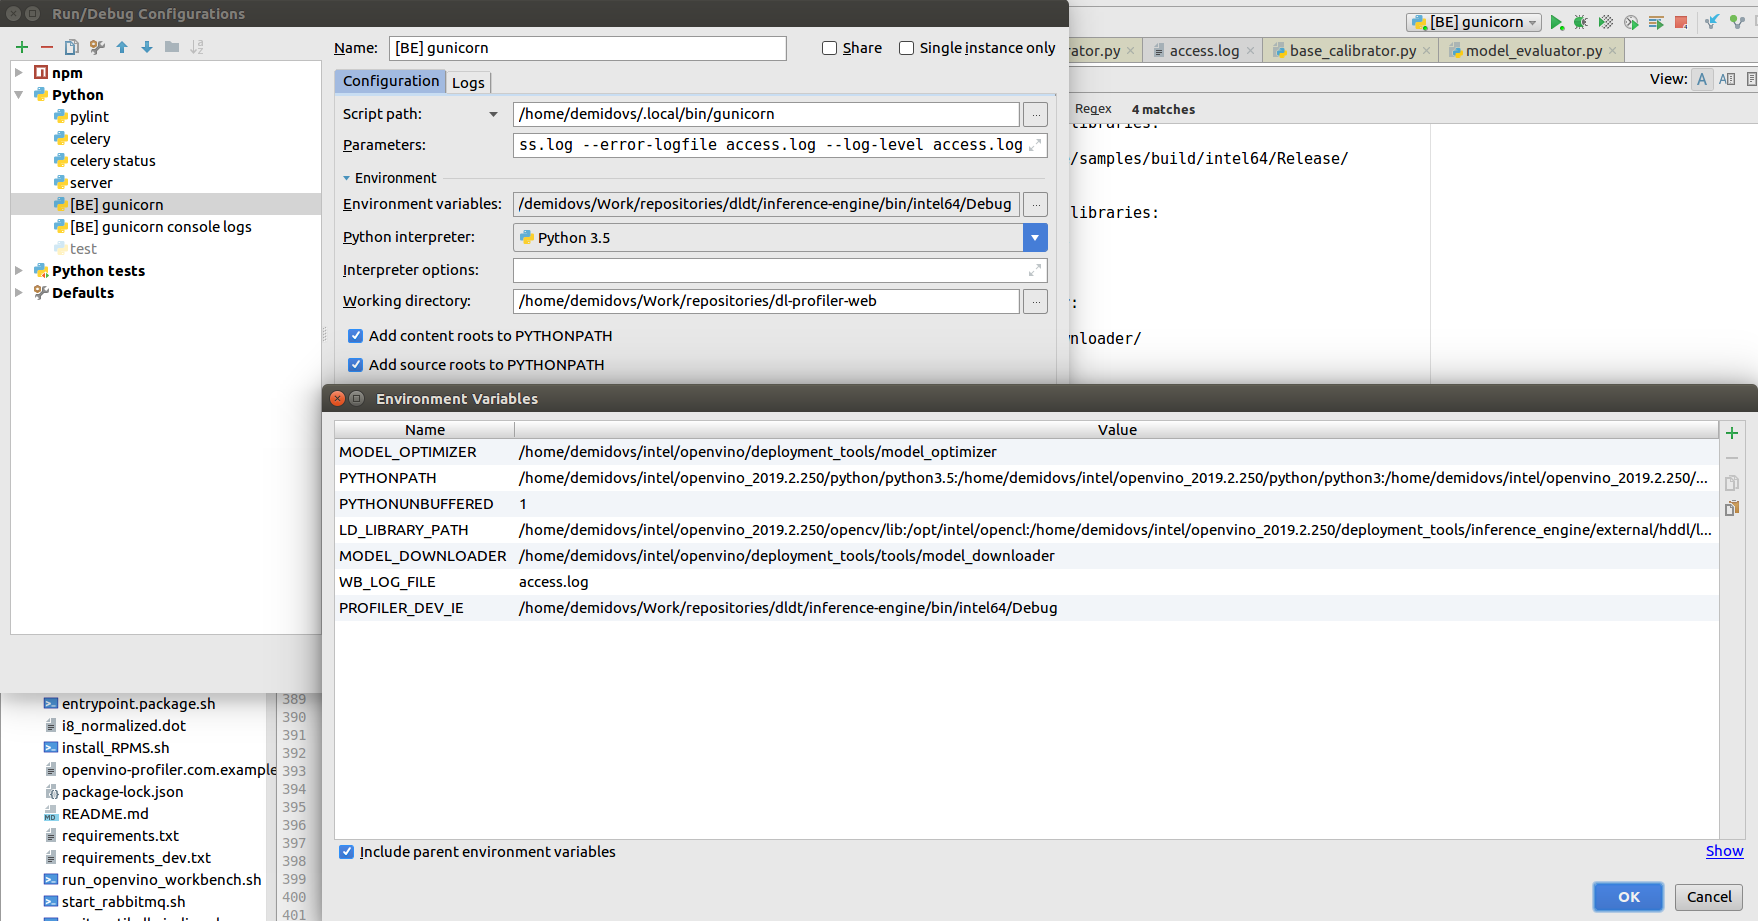 Run/Debug Configurations
[BE] gunicorn
Name: [BE] gunicorn
Share
Single instance only
access.log
base_calibrator.py
model_evaluator.py
rator.py
View:
Regex 4 matches
npm
Python
pylint
celery
celery status
server
[BE] gunicorn
[BE] gunicorn console logs
test
Python tests
Defaults
Configuration
Logs
Script path: /home/demidovs/.local/bin/gunicorn
Parameters: ss.log --error-logfile access.log --log-level access.log
Environment
Environment variables: /demidovs/Work/repositories/dldt/inference-engine/bin/intel64/Debug
Python interpreter: Python 3.5
Interpreter options:
Working directory: /home/demidovs/Work/repositories/dl-profiler-web
Add content roots to PYTHONPATH
Add source roots to PYTHONPATH
libraries:
/samples/build/intel64/Release/
libraries:
:
nloader/
Environment Variables
Name Value
MODEL_OPTIMIZER /home/demidovs/intel/openvino/deployment_tools/model_optimizer
PYTHONPATH /home/demidovs/intel/openvino_2019.2.250/python/python3.5:/home/demidovs/intel/openvino_2019.2.250/python/python3:/home/demidovs/intel/openvino_2019.2.250/...
PYTHONUNBUFFERED 1
LD_LIBRARY_PATH /home/demidovs/intel/openvino_2019.2.250/opencv/lib:/opt/intel/opencl:/home/demidovs/intel/openvino_2019.2.250/deployment_tools/inference_engine/external/hddl/l...
MODEL_DOWNLOADER /home/demidovs/intel/openvino/deployment_tools/tools/model_downloader
WB_LOG_FILE access.log
PROFILER_DEV_IE /home/demidovs/Work/repositories/dldt/inference-engine/bin/intel64/Debug
Include parent environment variables
Show
OK
Cancel
entrypoint.package.sh
i8_normalized.dot
install_RPMS.sh
openvino-profiler.com.example
package-lock.json
README.md
requirements.txt
requirements_dev.txt
run_openvino_workbench.sh
start_rabbitmq.sh
389
390
391
392
393
394
395
396
397
398
399
400
401